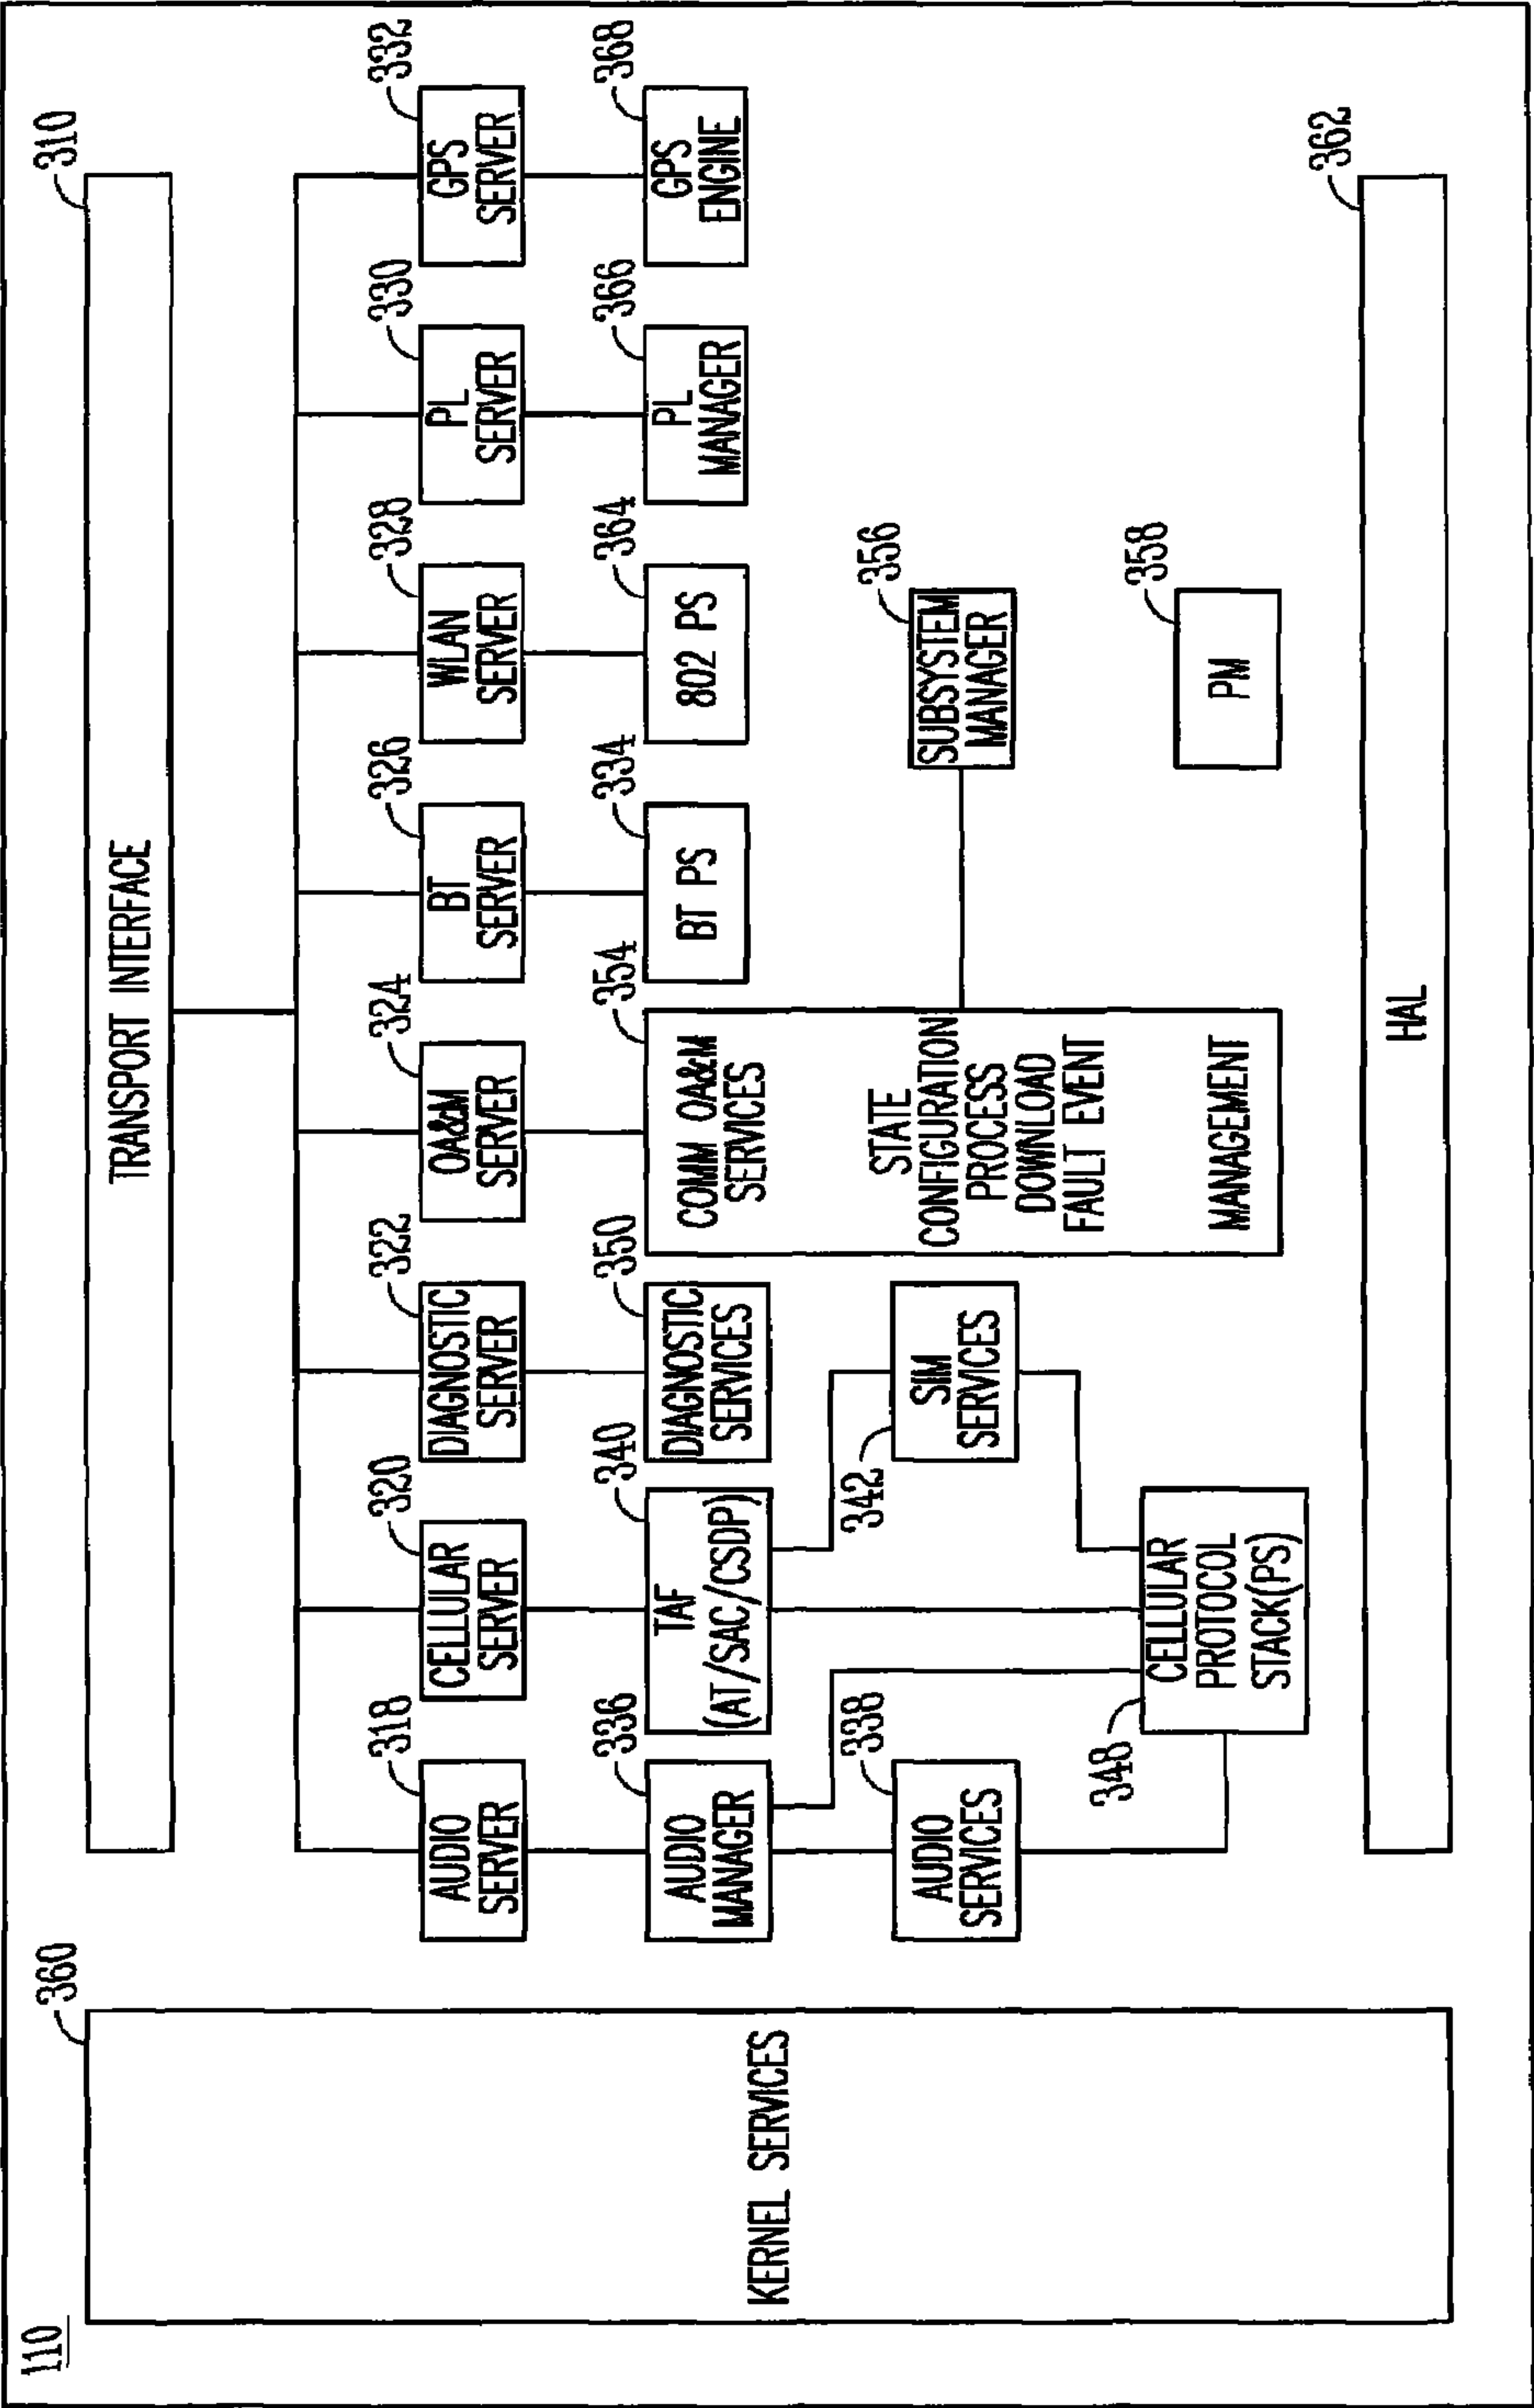 110
360
KERNEL SERVICES
310
TRANSPORT INTERFACE
318
AUDIO
SERVER
320
CELLULAR
SERVER
322
DIAGNOSTIC
SERVER
324
OA&M
SERVER
326
BT
SERVER
328
WLAN
SERVER
330
PL
SERVER
332
GPS
SERVER
336
AUDIO
MANAGER
340
TAF
(AT/SAC/CSDP)
350
DIAGNOSTIC
SERVICES
354
COMM OA&M
SERVICES
STATE
CONFIGURATION
PROCESS
DOWNLOAD
FAULT EVENT
MANAGEMENT
334
BT PS
364
802 PS
366
PL
MANAGER
368
GPS
ENGINE
338
AUDIO
SERVICES
342
SIM
SERVICES
356
SUBSYSTEM
MANAGER
348
CELLULAR
PROTOCOL
STACK(PS)
358
PM
362
HAL